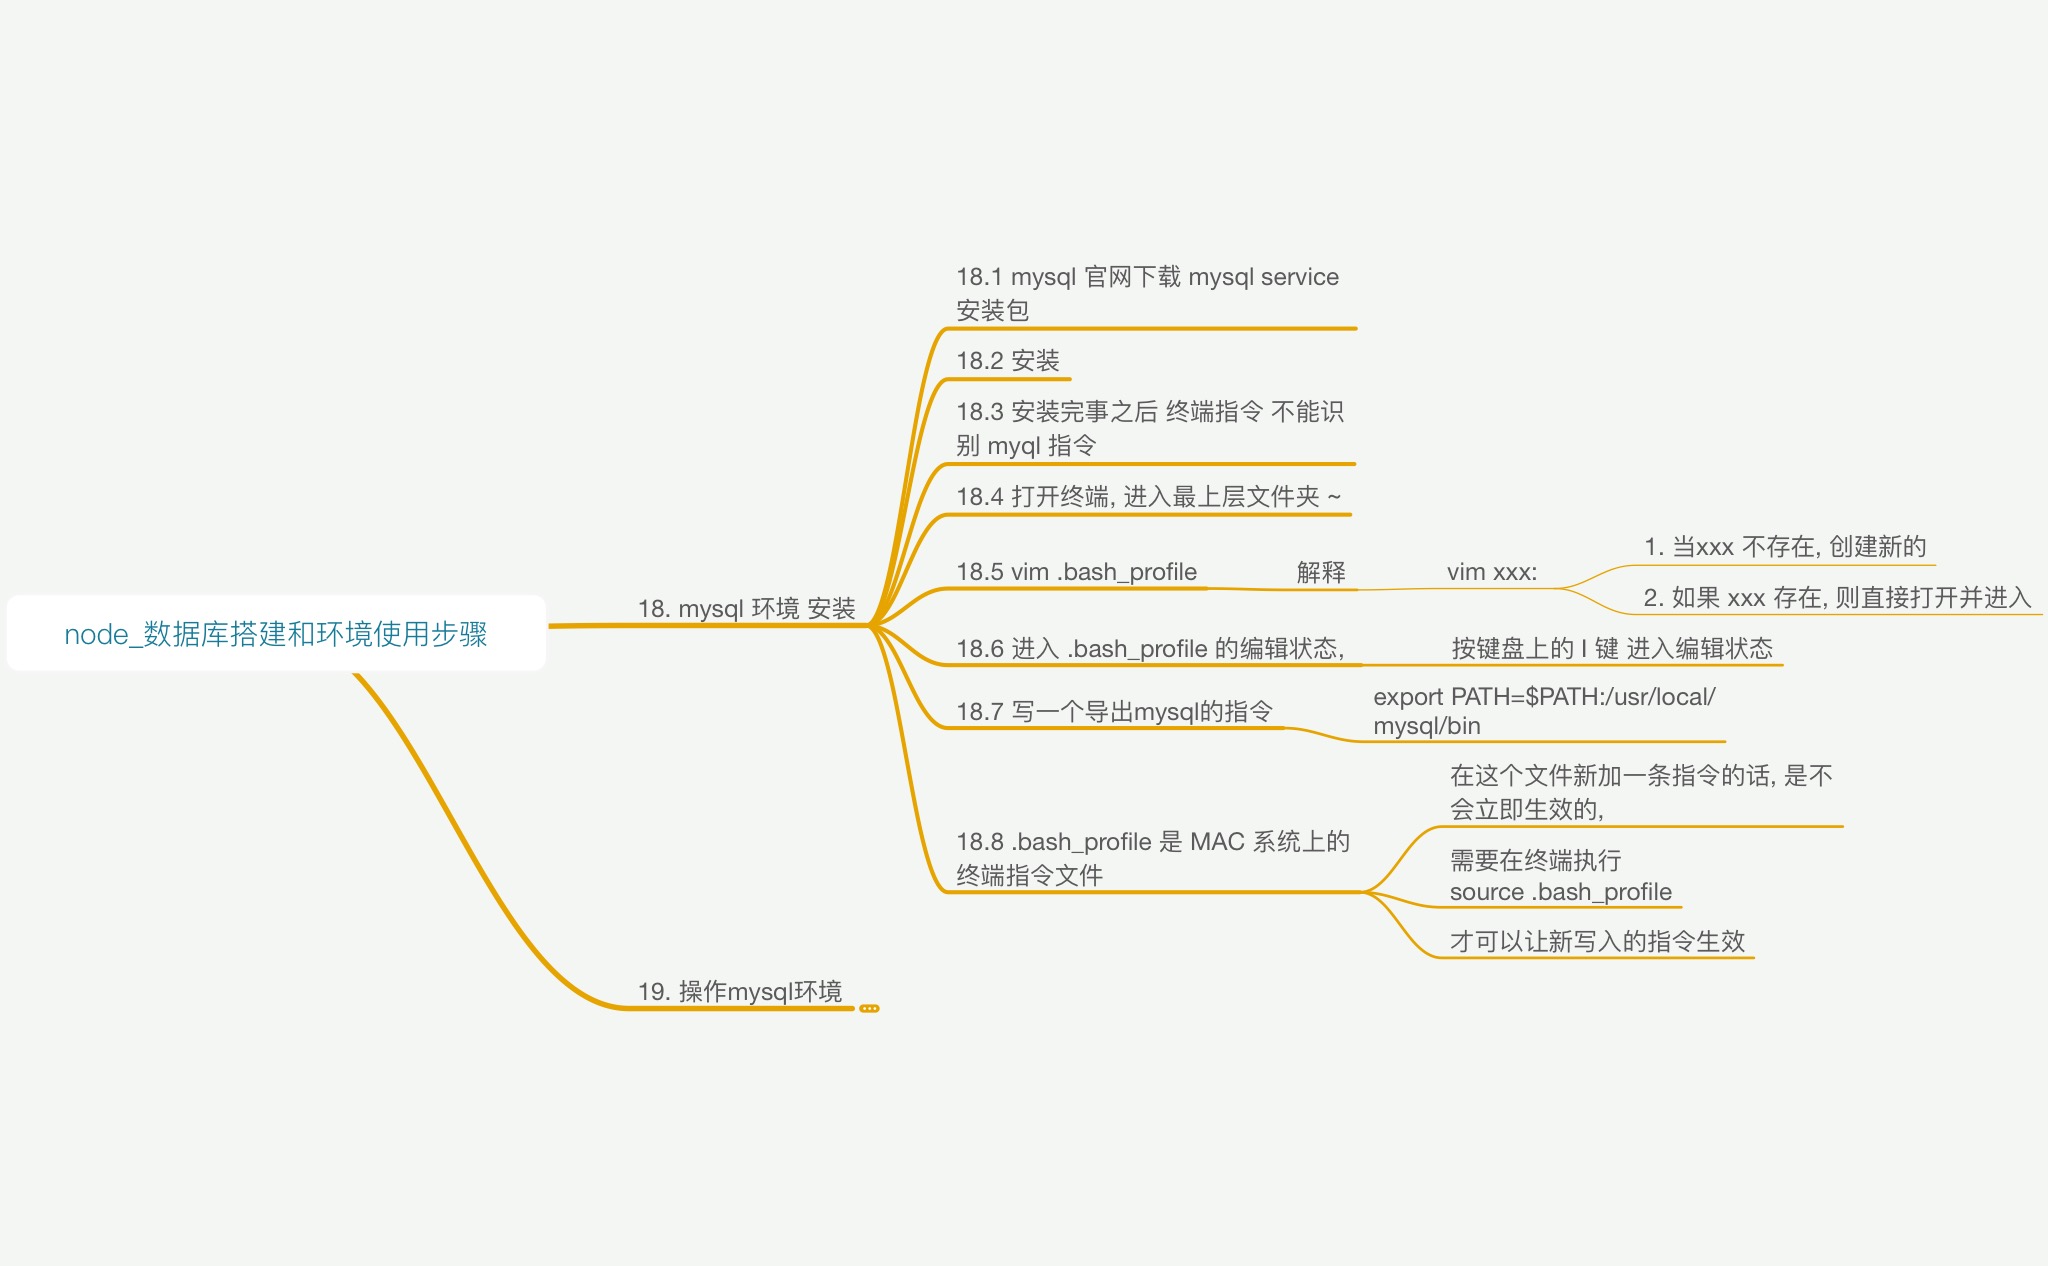 node_数据库搭建和环境使用步骤
18. mysql 环境 安装
18.1 mysql 官网下载 mysql service
安装包
18.2 安装
18.3 安装完事之后 终端指令 不能识
别 myql 指令
18.4 打开终端, 进入最上层文件夹 ~
18.5 vim .bash_profile
解释
vim xxx:
1. 当xxx 不存在, 创建新的
2. 如果 xxx 存在, 则直接打开并进入
18.6 进入 .bash_profile 的编辑状态,
按键盘上的 I 键 进入编辑状态
18.7 写一个导出mysql的指令
export PATH=$PATH:/usr/local/
mysql/bin
18.8 .bash_profile 是 MAC 系统上的
终端指令文件
在这个文件新加一条指令的话, 是不
会立即生效的,
需要在终端执行
source .bash_profile
才可以让新写入的指令生效
19. 操作mysql环境